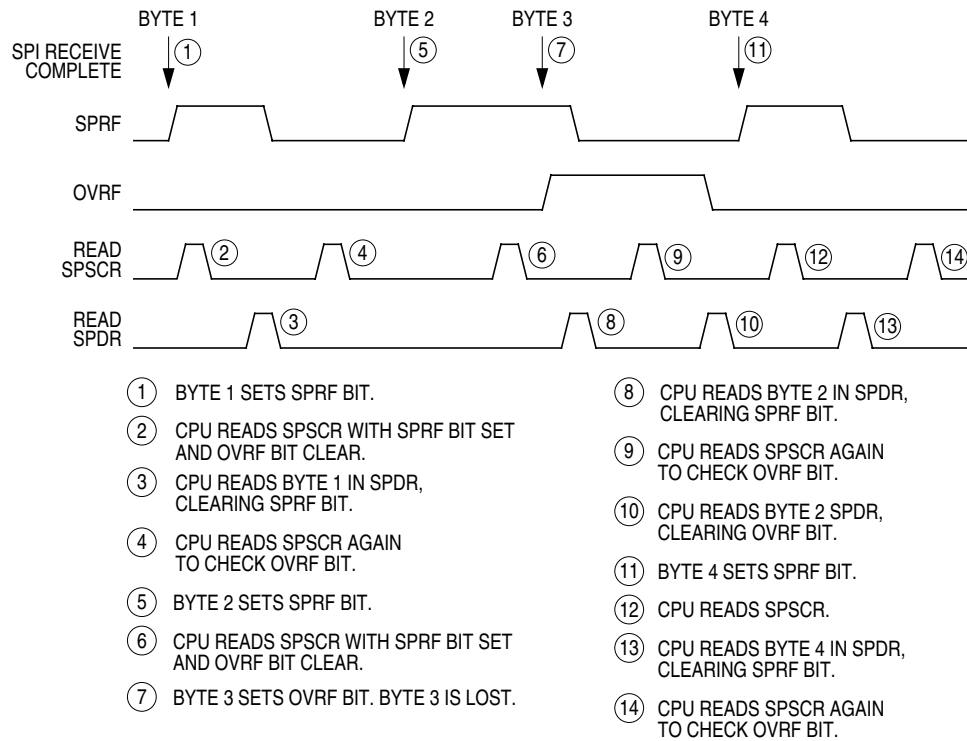 BYTE 1 BYTE 2 BYTE 3 BYTE 4
SPI RECEIVE
COMPLETE
1 5 7 11
SPRF
OVRF
READ
SPSCR
2 4 6 9 12 14
READ
SPDR
3 8 10 13
1 BYTE 1 SETS SPRF BIT.
2 CPU READS SPSCR WITH SPRF BIT SET
AND OVRF BIT CLEAR.
3 CPU READS BYTE 1 IN SPDR,
CLEARING SPRF BIT.
4 CPU READS SPSCR AGAIN
TO CHECK OVRF BIT.
5 BYTE 2 SETS SPRF BIT.
6 CPU READS SPSCR WITH SPRF BIT SET
AND OVRF BIT CLEAR.
7 BYTE 3 SETS OVRF BIT. BYTE 3 IS LOST.
8 CPU READS BYTE 2 IN SPDR,
CLEARING SPRF BIT.
9 CPU READS SPSCR AGAIN
TO CHECK OVRF BIT.
10 CPU READS BYTE 2 SPDR,
CLEARING OVRF BIT.
11 BYTE 4 SETS SPRF BIT.
12 CPU READS SPSCR.
13 CPU READS BYTE 4 IN SPDR,
CLEARING SPRF BIT.
14 CPU READS SPSCR AGAIN
TO CHECK OVRF BIT.